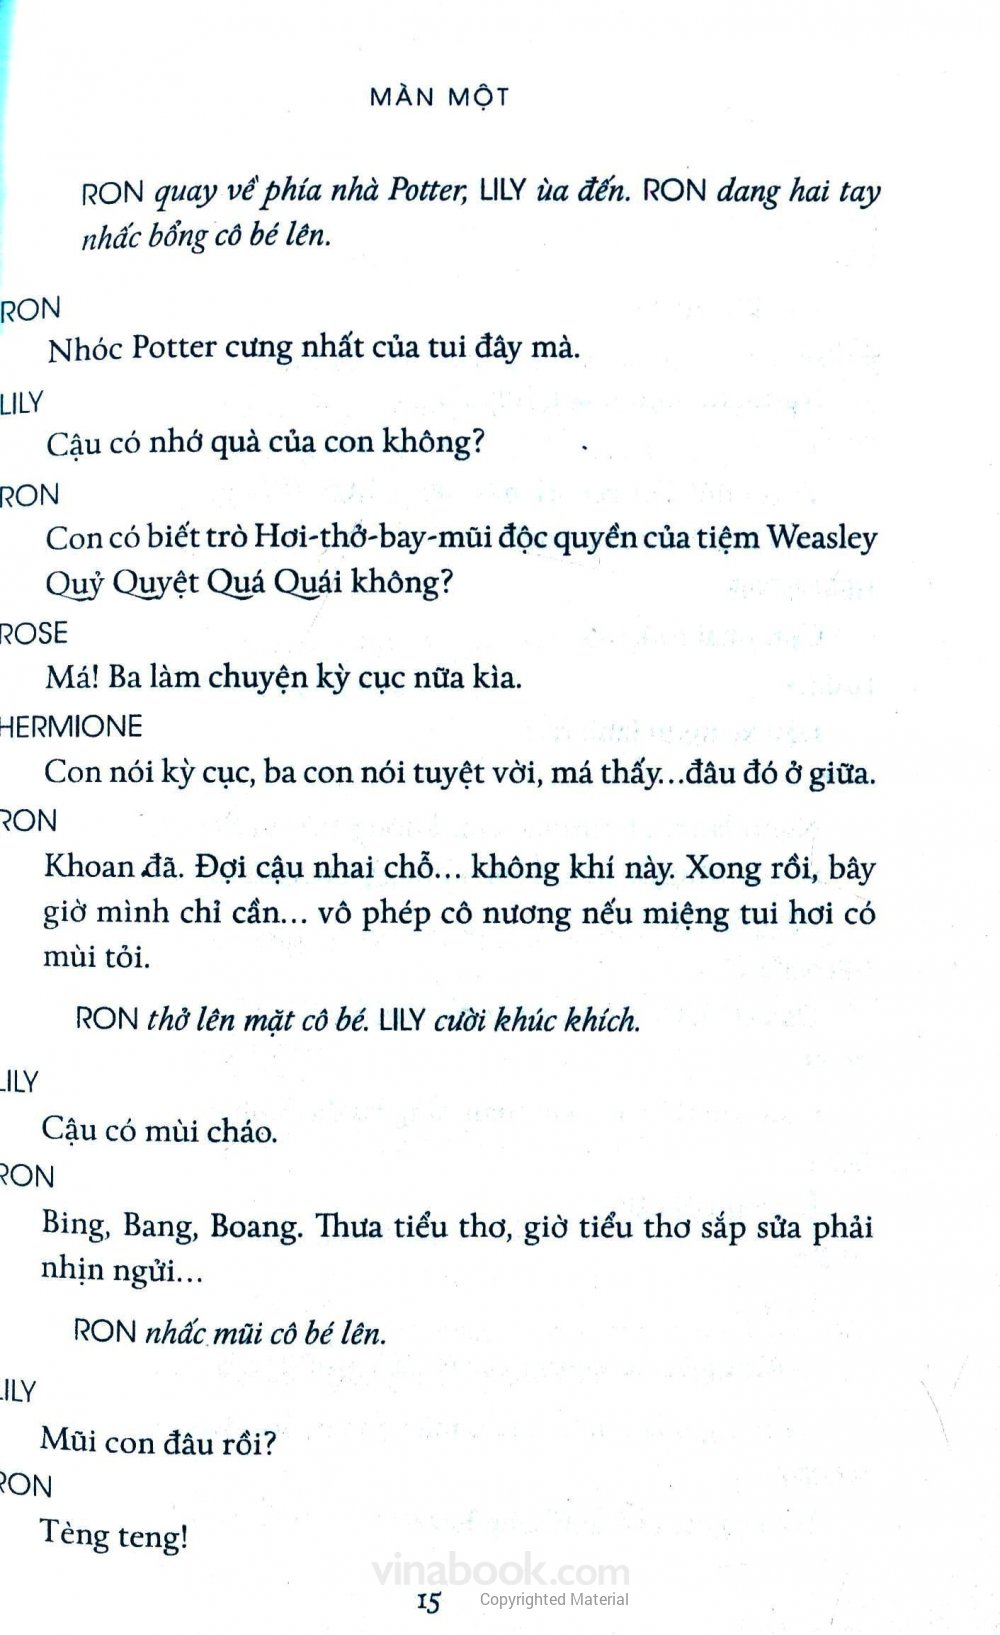 MÀN MỘT
RON quay về phía nhà Potter, LILY ùa đến. RON dang hai tay
nhấc bổng cô bé lên.
RON
Nhóc Potter cưng nhất của tui đây mà.
LILY
Cậu có nhớ quà của con không?
RON
Con có biết trò Hơi-thở-bay-mũi độc quyền của tiệm Weasley
Quỷ Quyệt Quá Quái không?
ROSE
Má! Ba làm chuyện kỳ cục nữa kìa.
HERMIONE
Con nói kỳ cục, ba con nói tuyệt vời, má thấy...đâu đó ở giữa.
RON
Khoan đã. Đợi cậu nhai chỗ... không khí này. Xong rồi, bây
giờ mình chỉ cần... vô phép cô nương nếu miệng tui hơi có
mùi tỏi.
RON thở lên mặt cô bé. LILY cười khúc khích.
LILY
Cậu có mùi cháo.
RON
Bing, Bang, Boang. Thưa tiểu thơ, giờ tiểu thơ sắp sửa phải
nhịn ngửi...
RON nhấc mũi cô bé lên.
LILY
Mũi con đâu rồi?
RON
Tèng teng!
vinabook.com
15 Copyrighted Material